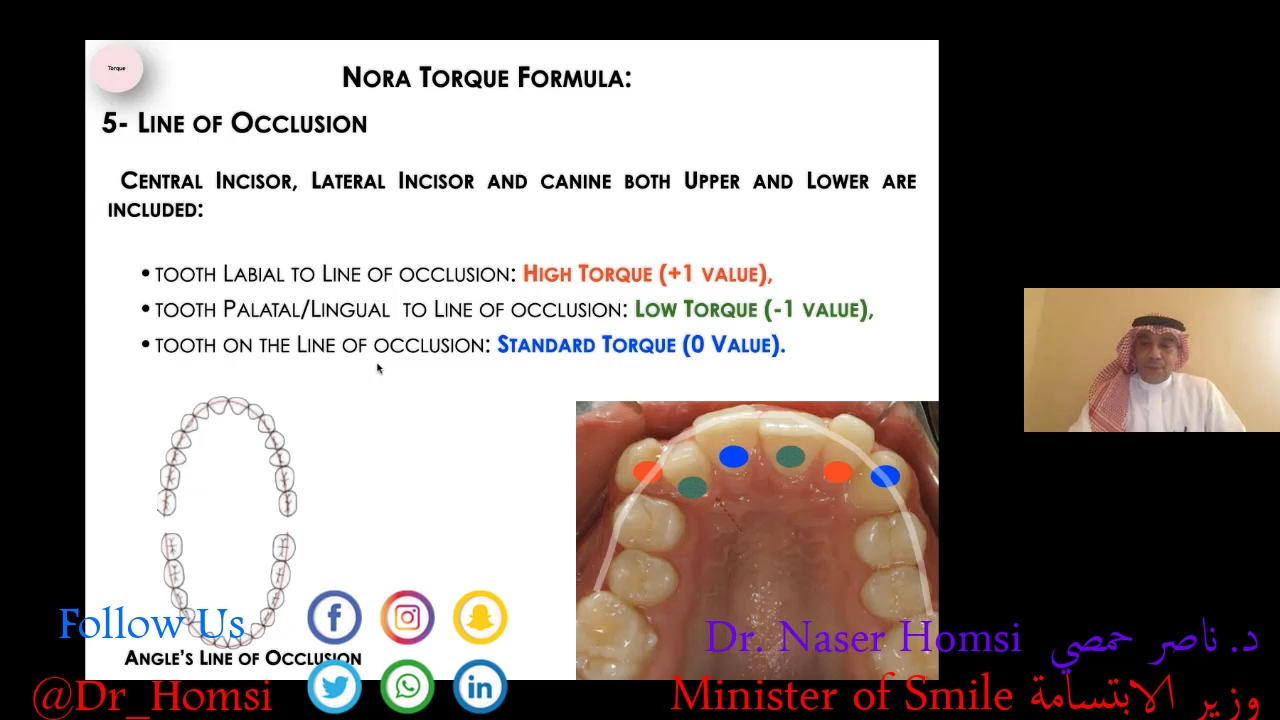 Torque
NORA TORQUE FORMULA:
5- LINE OF OCCLUSION
CENTRAL INCISOR, LATERAL INCISOR AND CANINE BOTH UPPER AND LOWER ARE
INCLUDED:
• TOOTH LABIAL TO LINE OF OCCLUSION: HIGH TORQUE (+1 VALUE),
• TOOTH PALATAL/LINGUAL TO LINE OF OCCLUSION: LOW TORQUE (-1 VALUE),
• TOOTH ON THE LINE OF OCCLUSION: STANDARD TORQUE (0 VALUE).
Follow Us
ANGLE'S LINE OF OCCLUSION
@Dr_Homsi
Dr. Naser Homsi د. ناصر حمصي
Minister of Smile وزير الابتسامة